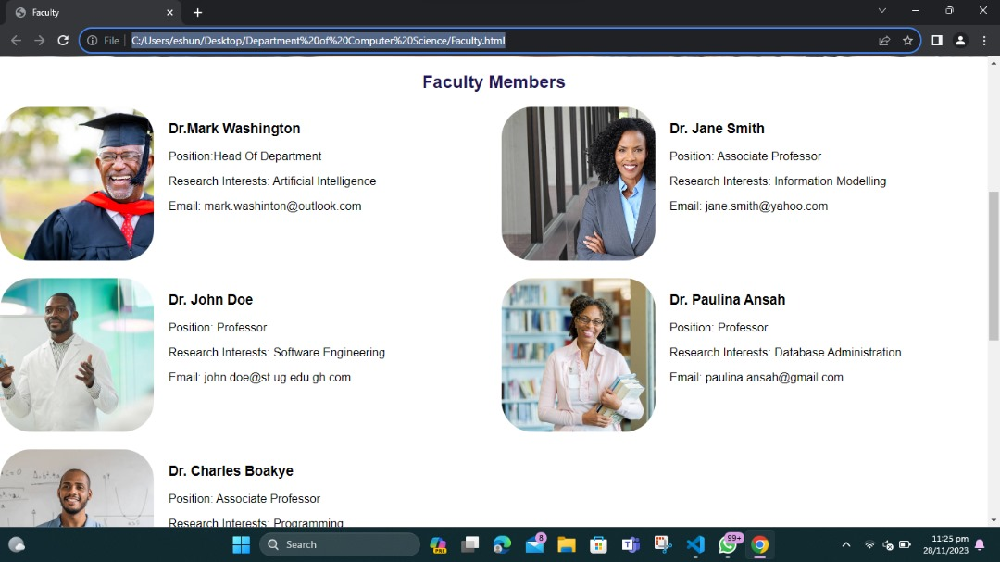 Faculty
File
C:/Users/eshun/Desktop/Department%20of%20Computer%20Science/Faculty.html
Faculty Members
Dr.Mark Washington
Position:Head Of Department
Research Interests: Artificial Intelligence
Email: mark.washinton@outlook.com
Dr. Jane Smith
Position: Associate Professor
Research Interests: Information Modelling
Email: jane.smith@yahoo.com
Dr. John Doe
Position: Professor
Research Interests: Software Engineering
Email: john.doe@st.ug.edu.gh.com
Dr. Paulina Ansah
Position: Professor
Research Interests: Database Administration
Email: paulina.ansah@gmail.com
Dr. Charles Boakye
Position: Associate Professor
Research Interests: Programming
Search
PRE
8
99+
11:25 pm
28/11/2023